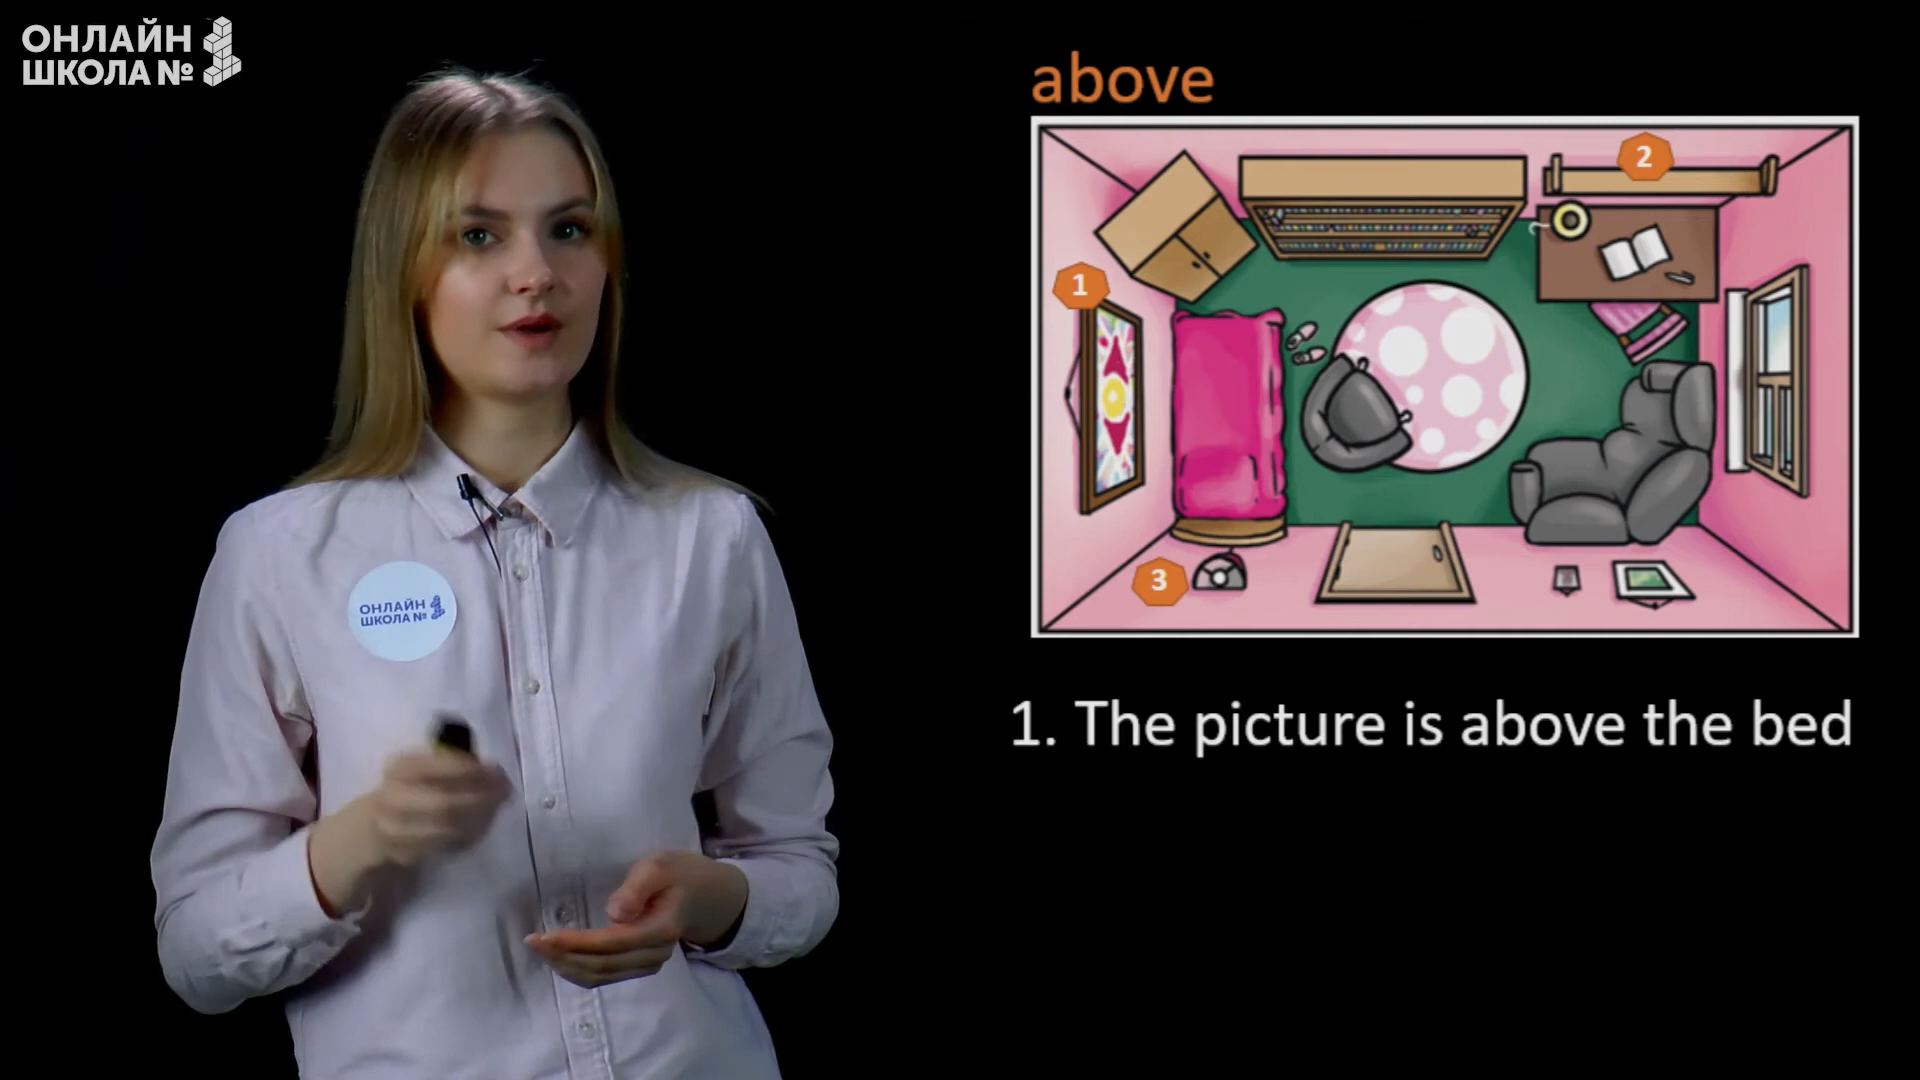 ОНЛАЙН
ШКОЛА №
above
2
1
3
ОНЛАЙН
ШКОЛА №
1. The picture is above the bed